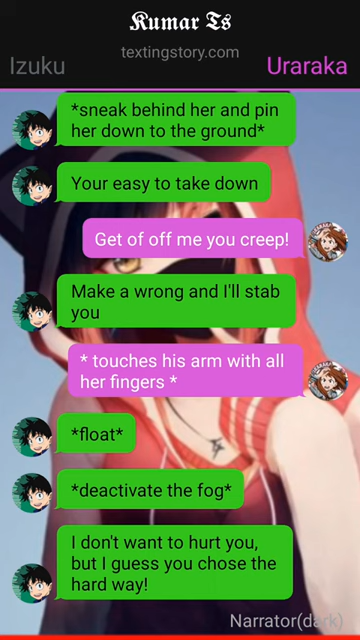 Kumar Ts
textingstory.com
Izuku
Uraraka
*sneak behind her and pin
her down to the ground*
Your easy to take down
Get of off me you creep!
Make a wrong and I'll stab
you
* touches his arm with all
her fingers *
*float*
*deactivate the fog*
I don't want to hurt you,
but I guess you chose the
hard way!
Narrator(dark)